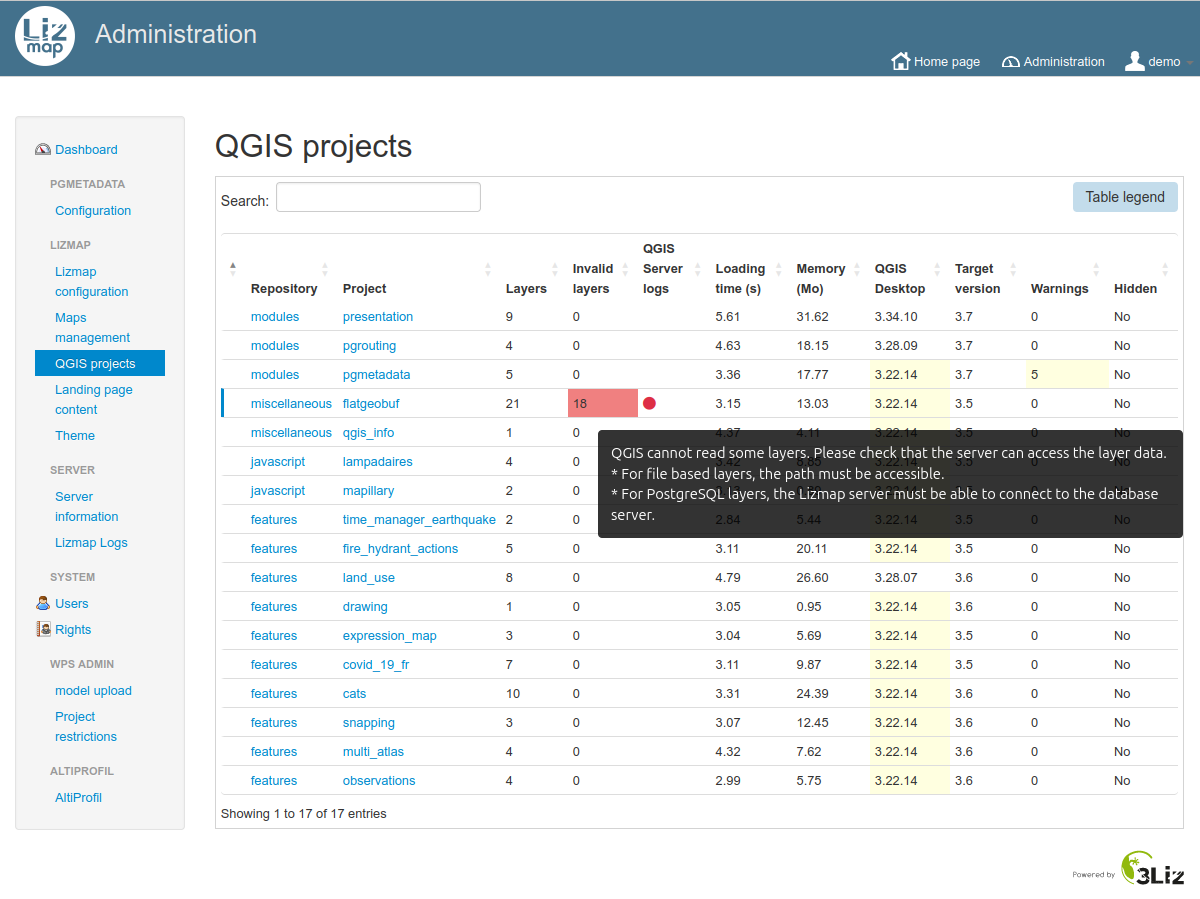 Liz
map
Administration
Home page
Administration
demo
Dashboard
PGMETADATA
Configuration
LIZMAP
Lizmap
configuration
Maps
management
QGIS projects
Landing page
content
Theme
SERVER
Server
information
Lizmap Logs
SYSTEM
Users
Rights
WPS ADMIN
model upload
Project
restrictions
ALTIPROFIL
AltiProfil
QGIS projects
Search:
Table legend
Repository Project Layers Invalid layers QGIS Server logs Loading time (s) Memory (Mo) QGIS Desktop Target version Warnings Hidden
modules presentation 9 0 5.61 31.62 3.34.10 3.7 0 No
modules pgrouting 4 0 4.63 18.15 3.28.09 3.7 0 No
modules pgmetadata 5 0 3.36 17.77 3.22.14 3.7 5 No
miscellaneous flatgeobuf 21 18 3.15 13.03 3.22.14 3.5 0 No
miscellaneous qgis_info 1 0 4.37 4.11 3.22.14 3.5 0 No
QGIS cannot read some layers. Please check that the server can access the layer data.
* For file based layers, the path must be accessible.
* For PostgreSQL layers, the Lizmap server must be able to connect to the database
server.
javascript lampadaires 4 0
javascript mapillary 2 0
features time_manager_earthquake 2 0 2.84 5.44 3.22.14 3.5 0 No
features fire_hydrant_actions 5 0 3.11 20.11 3.22.14 3.5 0 No
features land_use 8 0 4.79 26.60 3.28.07 3.6 0 No
features drawing 1 0 3.05 0.95 3.22.14 3.6 0 No
features expression_map 3 0 3.04 5.69 3.22.14 3.5 0 No
features covid_19_fr 7 0 3.11 9.87 3.22.14 3.5 0 No
features cats 10 0 3.31 24.39 3.22.14 3.6 0 No
features snapping 3 0 3.07 12.45 3.22.14 3.6 0 No
features multi_atlas 4 0 4.32 7.62 3.22.14 3.6 0 No
features observations 4 0 2.99 5.75 3.22.14 3.6 0 No
Showing 1 to 17 of 17 entries
Powered by 3Liz